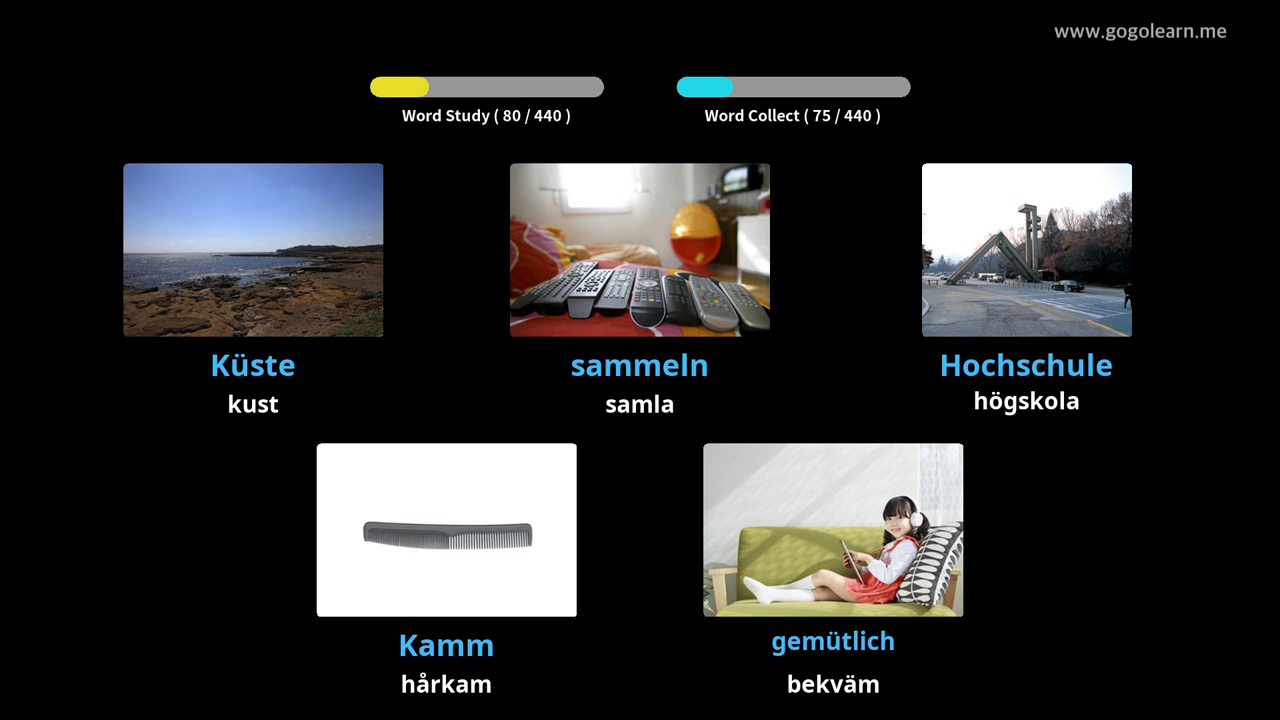 www.gogolearn.me
Word Study ( 80 / 440 )
Word Collect ( 75 / 440 )
Küste
kust
sammeln
samla
Hochschule
högskola
Kamm
hårkam
gemütlich
bekväm